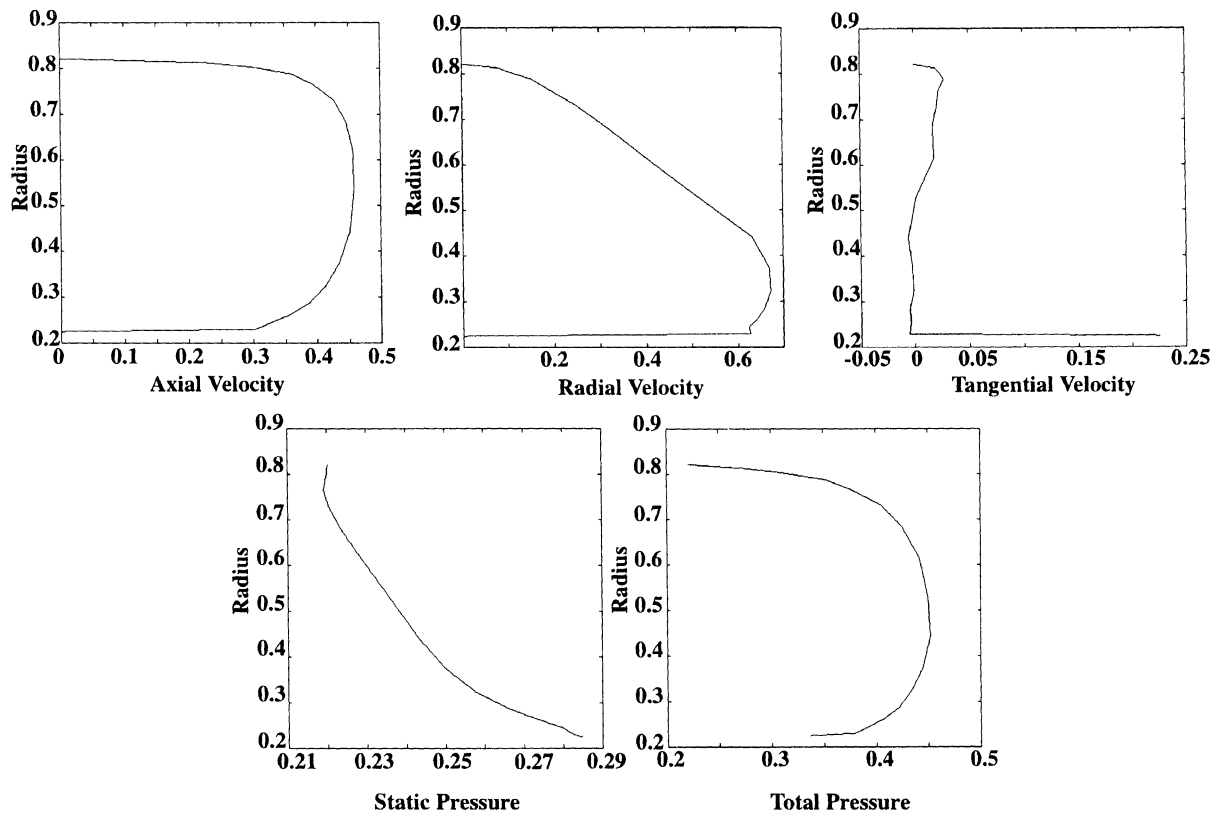 0.9
0.8
0.7
0.6
0.5
0.4
0.3
0.2
Radius
0 0.1 0.2 0.3 0.4 0.5
Axial Velocity
0.9
0.8
0.7
0.6
0.5
0.4
0.3
0.2
Radius
0.2 0.4 0.6
Radial Velocity
0.9
0.8
0.7
0.6
0.5
0.4
0.3
0.2
Radius
-0.05 0 0.05 0.15 0.25
Tangential Velocity
0.9
0.8
0.7
0.6
0.5
0.4
0.3
0.2
Radius
0.21 0.23 0.25 0.27 0.29
Static Pressure
0.9
0.8
0.7
0.6
0.5
0.4
0.3
0.2
Radius
0.2 0.3 0.4 0.5
Total Pressure